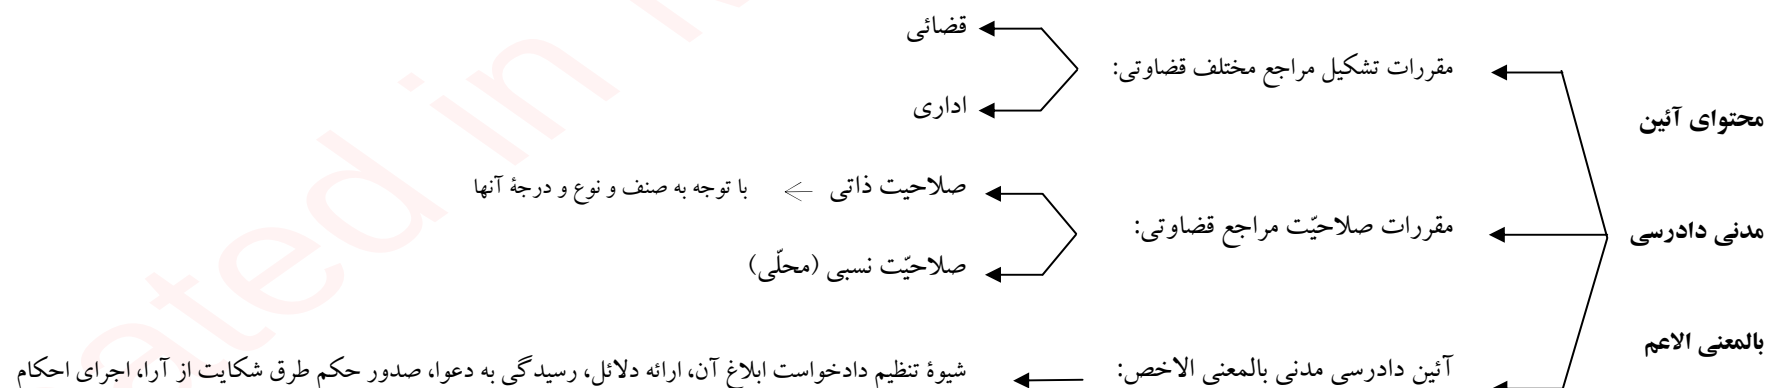 محتوای آئین
مدنی دادرسی
بالمعنی الاعم
مقررات تشکیل مراجع مختلف قضاوتی:
قضائی
اداری
مقررات صلاحیّت مراجع قضاوتی:
صلاحیت ذاتی
با توجه به صنف و نوع و درجهٔ آنها
صلاحیّت نسبی (محلّی)
آئین دادرسی مدنی بالمعنی الاخص:
شیوهٔ تنظیم دادخواست ابلاغ آن، ارائه دلائل، رسیدگی به دعوا، صدور حکم طرق شکایت از آرا، اجرای احکام
ated in